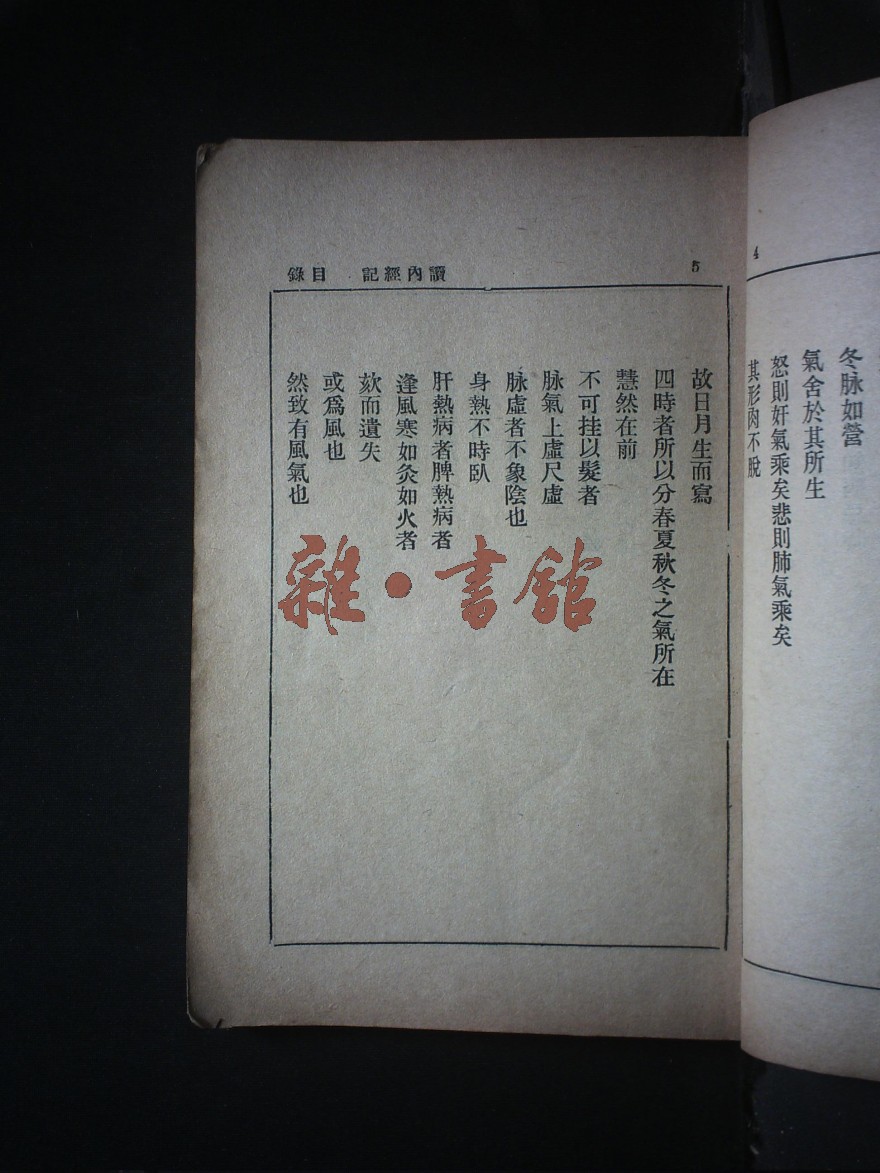 4
冬脉如營
氣舍於其所生
怒則奸氣乘矣悲則肺氣乘矣
其形肉不脫
5
讀內經記 目錄
故日月生而寫
四時者所以分春夏秋冬之氣所在
慧然在前
不可挂以髮者
脉氣上虛尺虛
脉虛者不象陰也
身熱不時臥
肝熱病者脾熱病者
逢風寒如灸如火者
欬而遺失
或爲風也
然致有風氣也
雜·書館